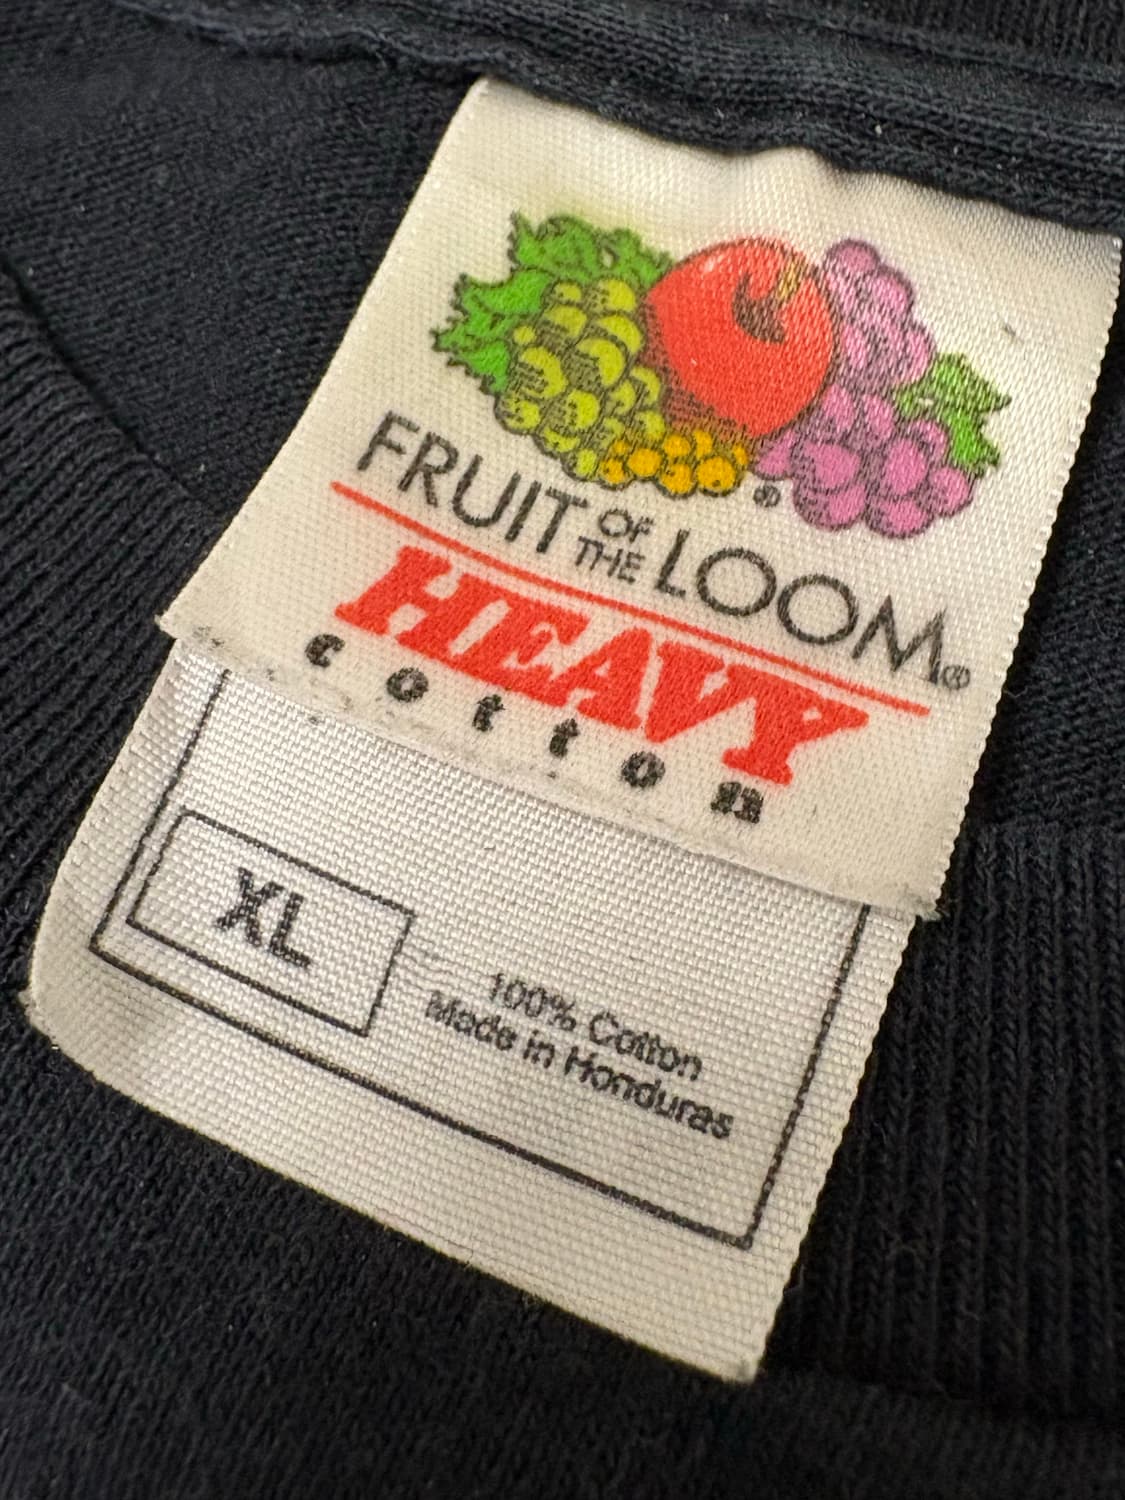 FRUIT OF THE LOOM®
HEAVY
cotton
XL
100% Cotton
Made in Honduras